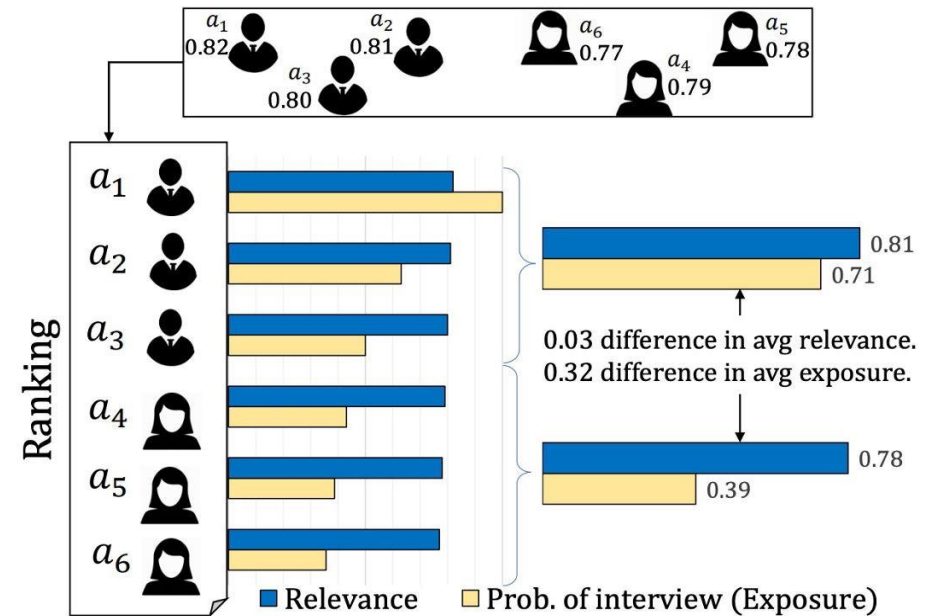 a1
0.82
a2
0.81
a3
0.80
a6
0.77
a4
0.79
a5
0.78
Ranking
a1
a2
a3
a4
a5
a6
0.81
0.71
0.03 difference in avg relevance.
0.32 difference in avg exposure.
0.78
0.39
Relevance
Prob. of interview (Exposure)